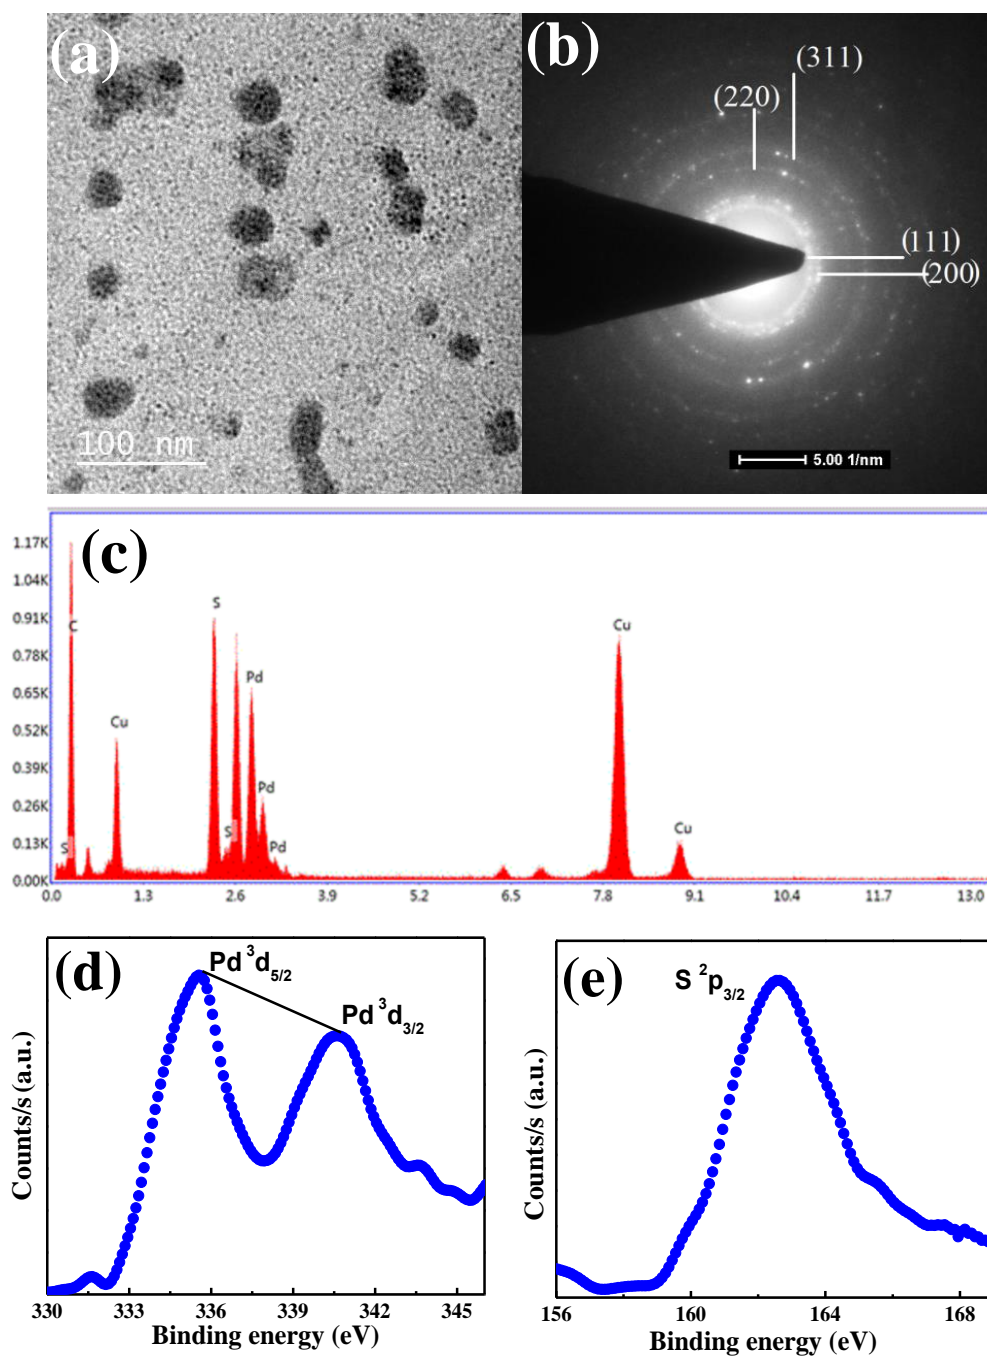 (a)
100 nm
(b)
(311)
(220)
(111)
(200)
5.00 1/nm
(c)
1.17K
1.04K
0.91K
0.78K
0.65K
0.52K
0.39K
0.26K
0.13K
0.00K
C
S
Cu
S
S
Pd
Pd
Pd
Cu
Cu
0.0 1.3 2.6 3.9 5.2 6.5 7.8 9.1 10.4 11.7 13.0
(d)
Pd ³d₅/₂
Pd ³d₃/₂
Counts/s (a.u.)
330 333 336 339 342 345
Binding energy (eV)
(e)
S ²p₃/₂
Counts/s (a.u.)
156 160 164 168
Binding energy (eV)